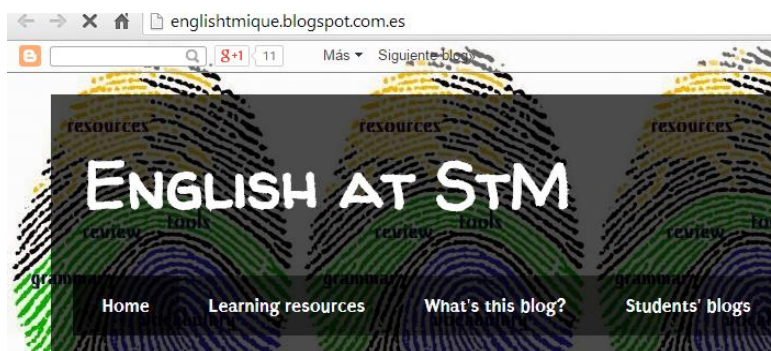 englishtmique.blogspot.com.es
g+1 11 Más Siguiente blog»
resources resources resources
ENGLISH AT STM
review tools review
grammar grammar grammar
Home Learning resources What's this blog? Students' blogs